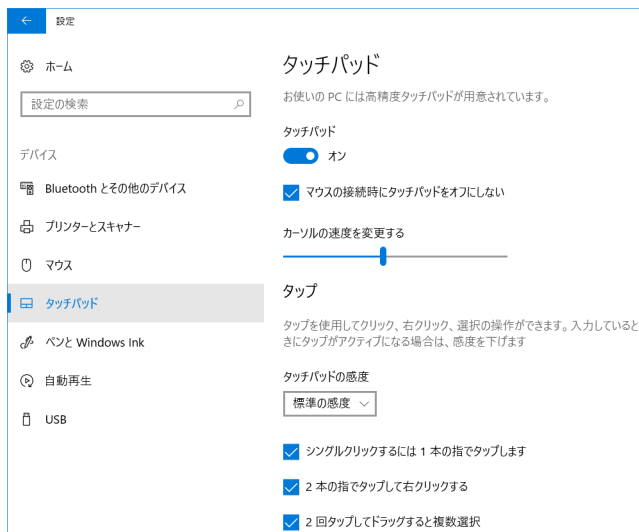 設定
ホーム
設定の検索
デバイス
Bluetooth とその他のデバイス
プリンターとスキャナー
マウス
タッチパッド
ペンと Windows Ink
自動再生
USB
タッチパッド
お使いの PC には高精度タッチパッドが用意されています。
タッチパッド
オン
マウスの接続時にタッチパッドをオフにしない
カーソルの速度を変更する
タップ
タップを使用してクリック、右クリック、選択の操作ができます。入力していると
きにタップがアクティブになる場合は、感度を下げます
タッチパッドの感度
標準の感度
シングルクリックするには 1 本の指でタップします
2 本の指でタップして右クリックする
2 回タップしてドラッグすると複数選択